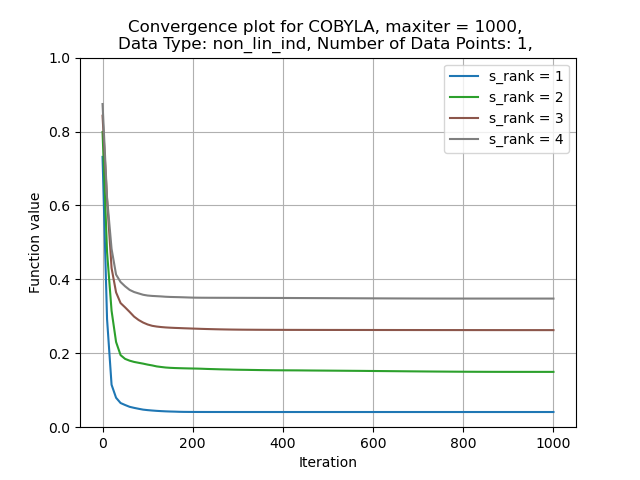 Convergence plot for COBYLA, maxiter = 1000,
Data Type: non_lin_ind, Number of Data Points: 1,
1.0
0.8
0.6
0.4
0.2
0.0
Function value
s_rank = 1
s_rank = 2
s_rank = 3
s_rank = 4
0
200
400
600
800
1000
Iteration